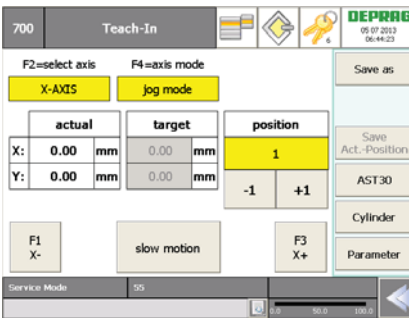 700
Teach-In
6
DEPRAG
05 07 2013
06:44:23
F2=select axis
F4=axis mode
X-AXIS
jog mode
Save as
actual
target
position
X:
0.00
mm
0.00
mm
1
Y:
0.00
mm
0.00
mm
-1
+1
Save
Act.-Position
AST30
Cylinder
Parameter
F1
X-
slow motion
F3
X+
Service Mode
55
0.0
50.0
100.0